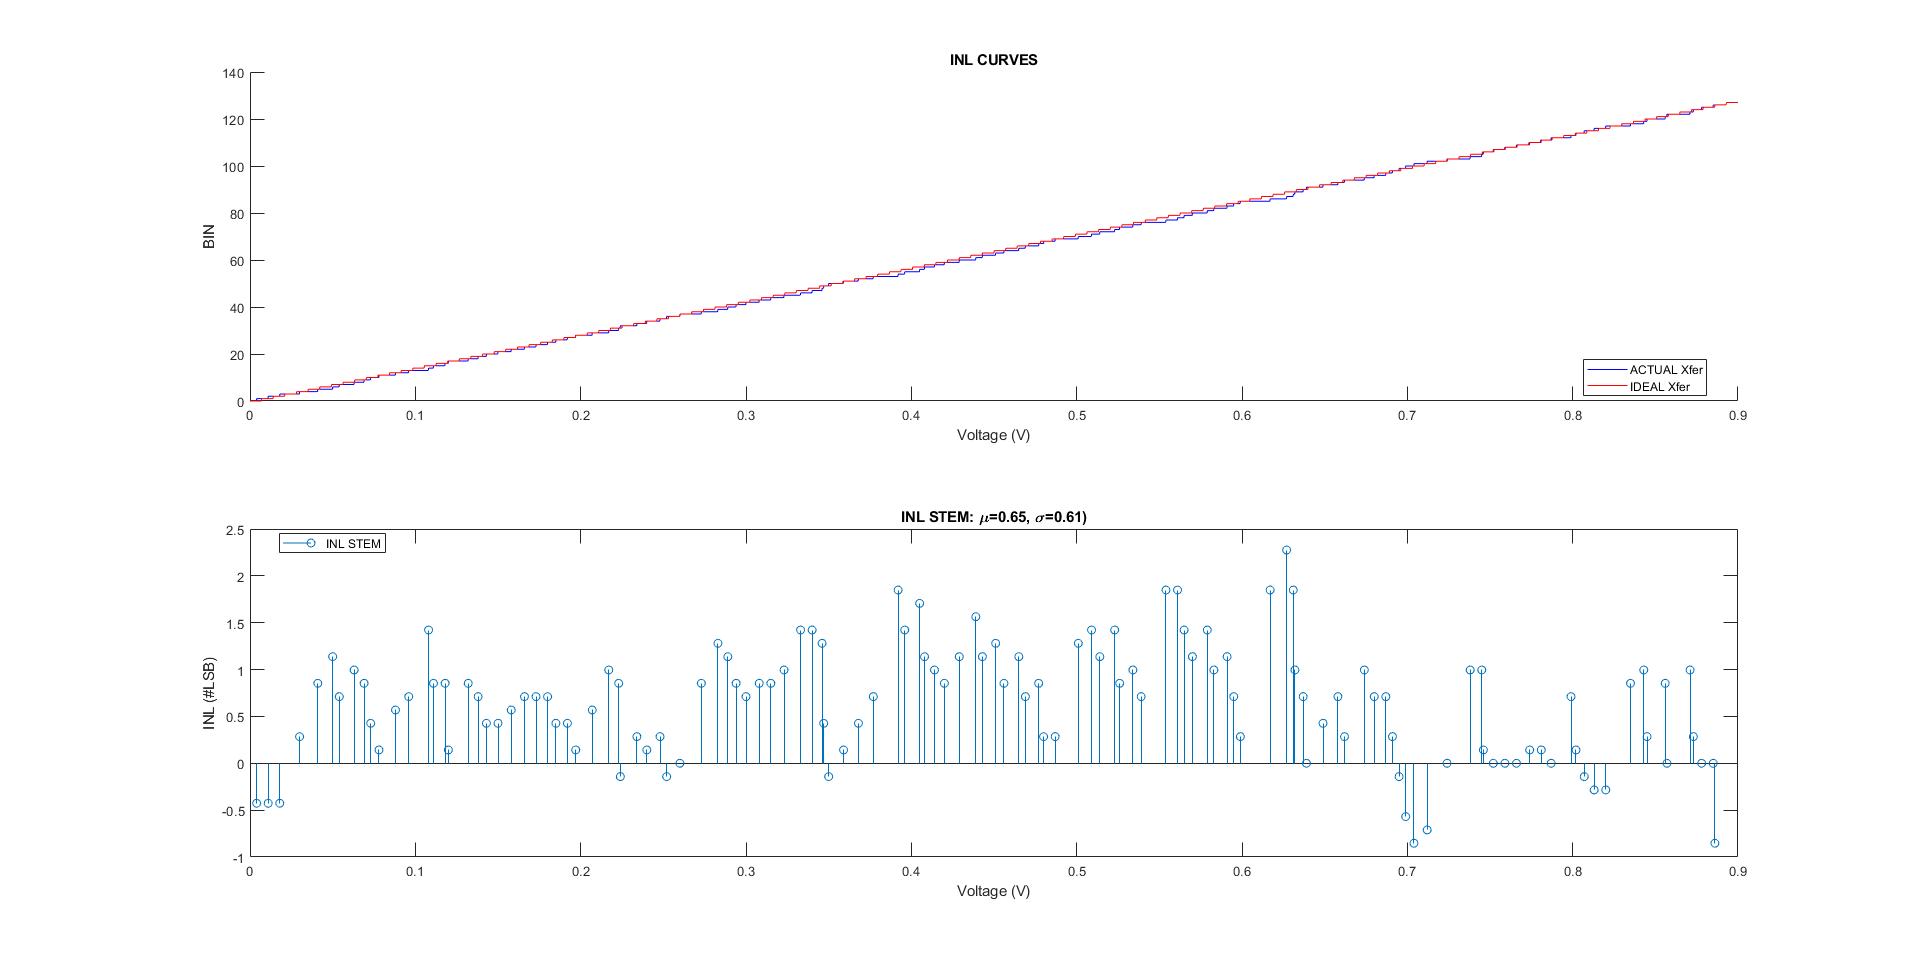 INL CURVES
140
120
100
80
60
40
20
0
BIN
ACTUAL Xfer
IDEAL Xfer
0 0.1 0.2 0.3 0.4 0.5 0.6 0.7 0.8 0.9
Voltage (V)
INL STEM: μ=0.65, σ=0.61)
2.5
2
1.5
1
0.5
0
-0.5
-1
INL (#LSB)
INL STEM
0 0.1 0.2 0.3 0.4 0.5 0.6 0.7 0.8 0.9
Voltage (V)